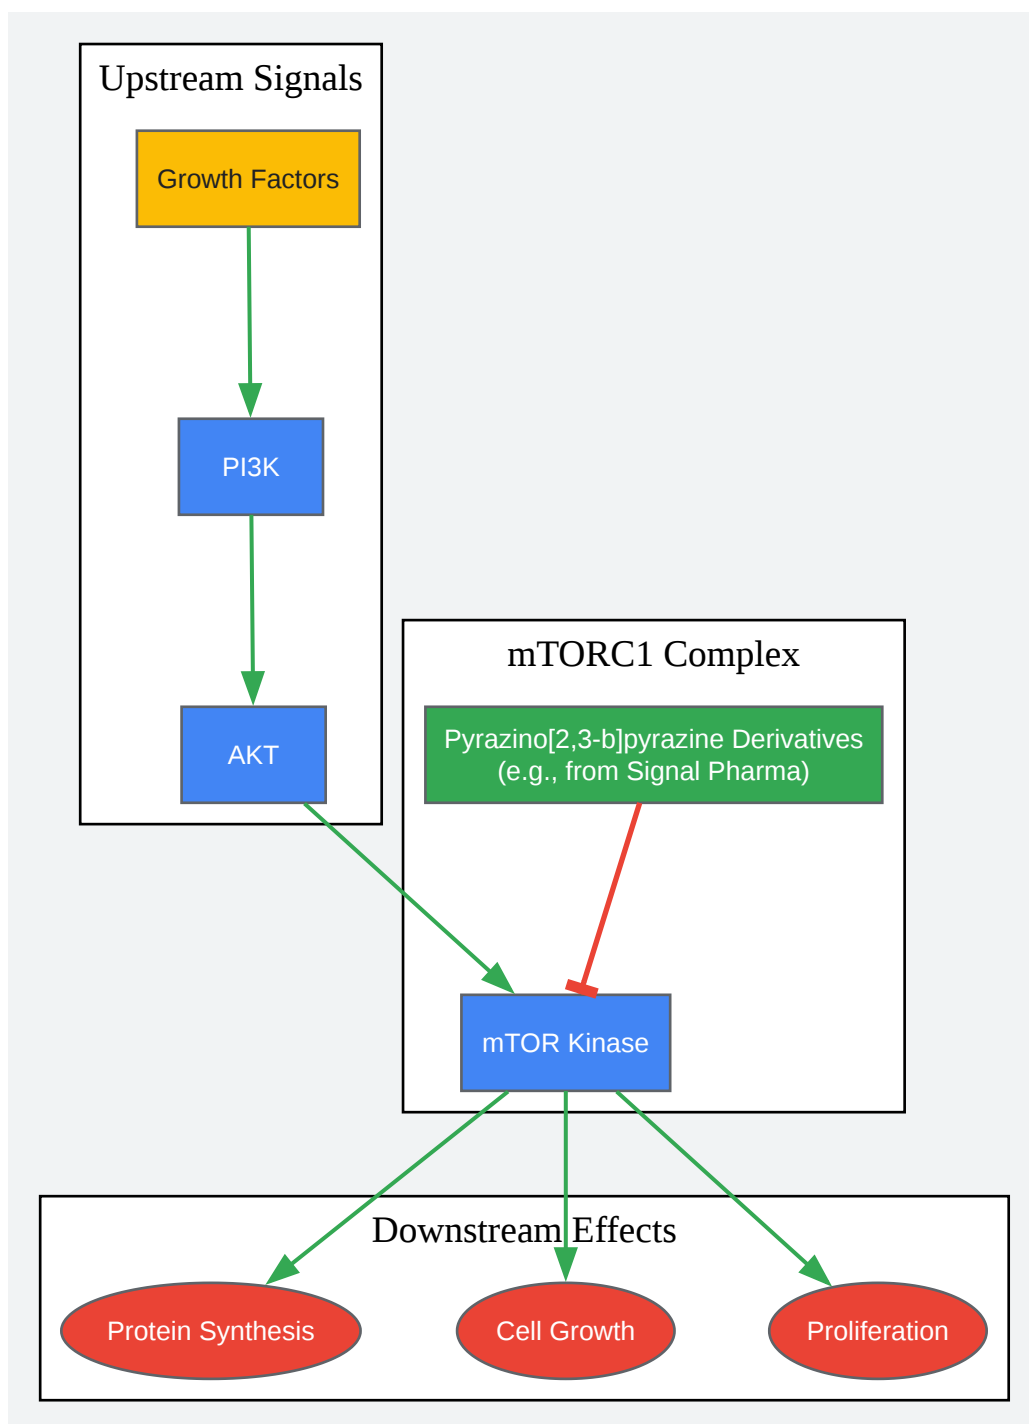 Upstream Signals
Growth Factors
PI3K
AKT
mTORC1 Complex
Pyrazino[2,3-b]pyrazine Derivatives
(e.g., from Signal Pharma)
mTOR Kinase
Downstream Effects
Protein Synthesis
Cell Growth
Proliferation